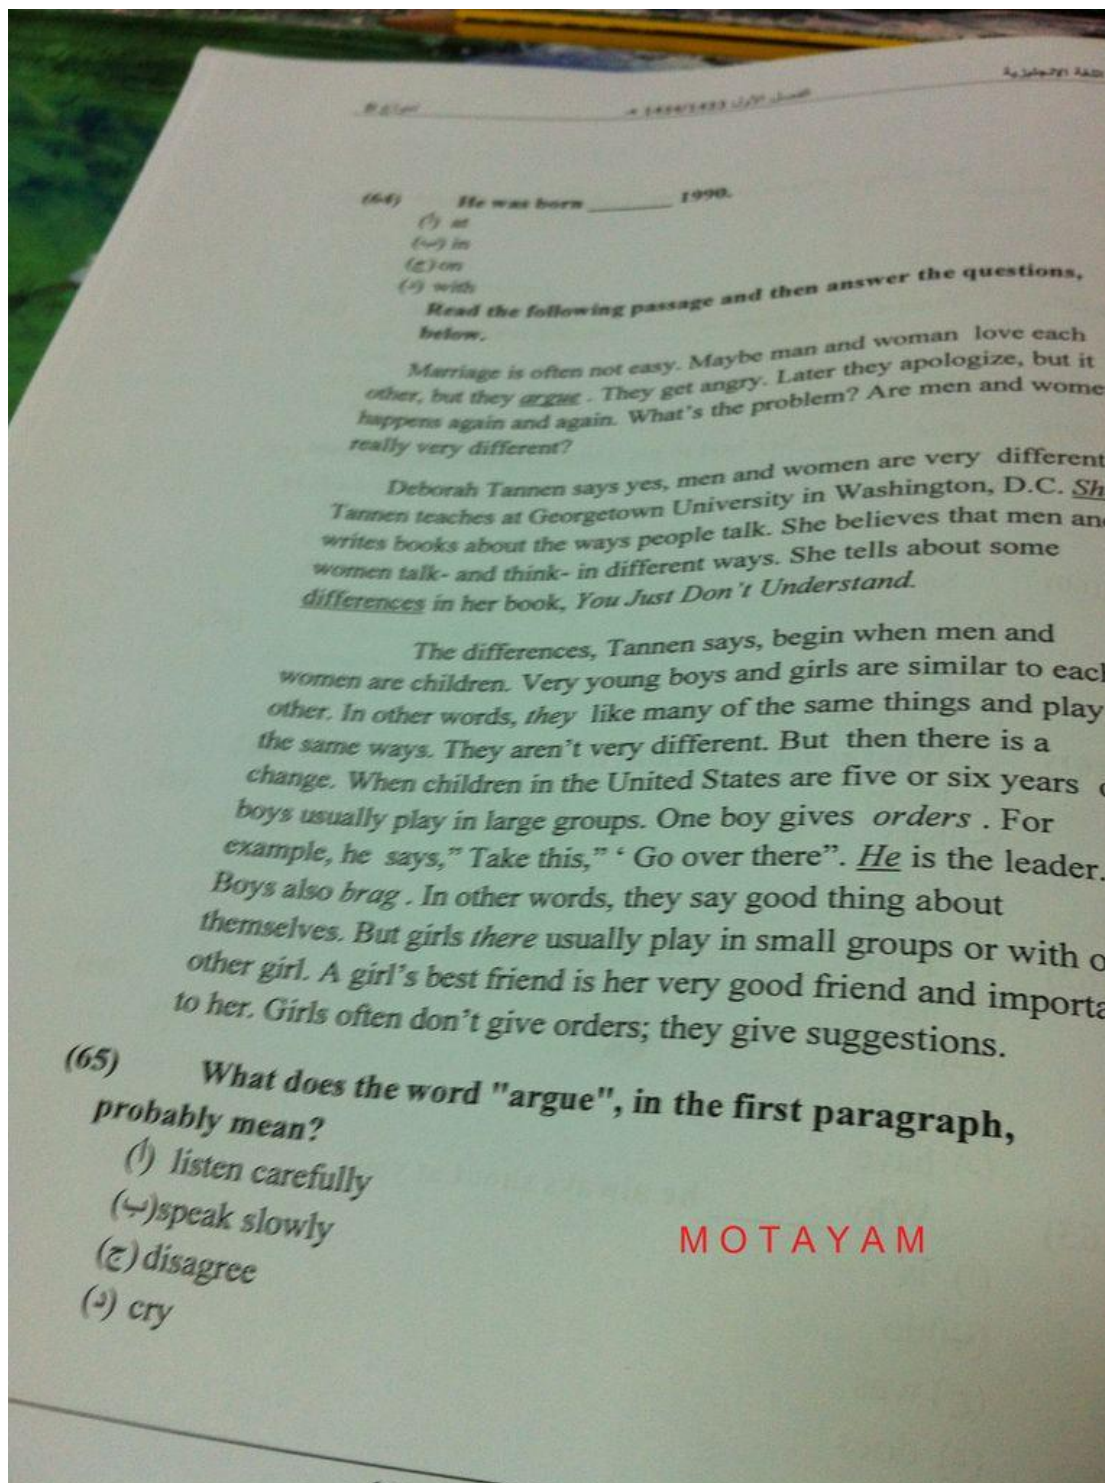 اللغة الانجليزية
الفصل الأول 1434/1433 هـ
نموذج
(64) He was born ________ 1990.
(أ) at
(ب) in
(ج) on
(د) with
Read the following passage and then answer the questions,
below.
Marriage is often not easy. Maybe man and woman love each
other, but they argue . They get angry. Later they apologize, but it
happens again and again. What's the problem? Are men and wome
really very different?
Deborah Tannen says yes, men and women are very different
Tannen teaches at Georgetown University in Washington, D.C. Sh
writes books about the ways people talk. She believes that men an
women talk- and think- in different ways. She tells about some
differences in her book, You Just Don't Understand.
The differences, Tannen says, begin when men and
women are children. Very young boys and girls are similar to eac
other. In other words, they like many of the same things and play
the same ways. They aren't very different. But then there is a
change. When children in the United States are five or six years
boys usually play in large groups. One boy gives orders . For
example, he says,” Take this,” ‘ Go over there”. He is the leader.
Boys also brag . In other words, they say good thing about
themselves. But girls there usually play in small groups or with o
other girl. A girl's best friend is her very good friend and importa
to her. Girls often don't give orders; they give suggestions.
(65) What does the word "argue", in the first paragraph,
probably mean?
(أ) listen carefully
(ب)speak slowly
(ج) disagree
(د) cry
MOTAYAM